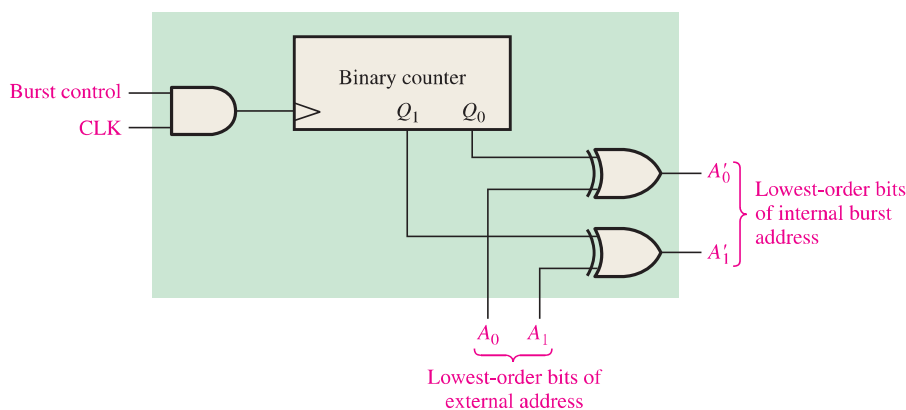 Binary counter
Burst control
CLK
Q₁ Q₀
A′₀
Lowest-order bits
of internal burst
address
A′₁
A₀ A₁
Lowest-order bits of
external address